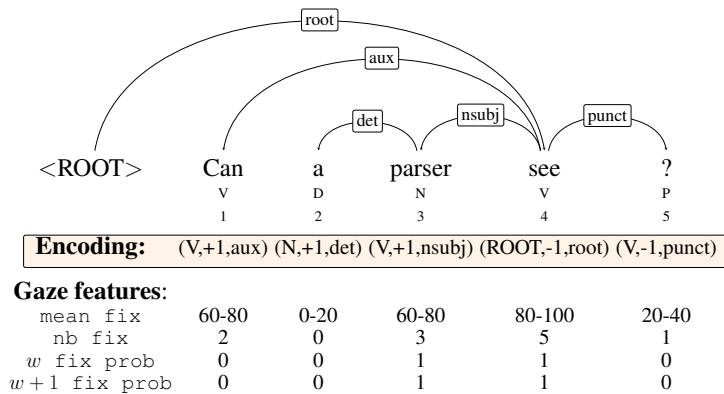 root
aux
det
nsubj
punct
<ROOT> Can a parser see ?
V D N V P
1 2 3 4 5
Encoding: (V,+1,aux) (N,+1,det) (V,+1,nsubj) (ROOT,-1,root) (V,-1,punct)
Gaze features:
mean fix 60-80 0-20 60-80 80-100 20-40
nb fix 2 0 3 5 1
w fix prob 0 0 1 1 0
w+1 fix prob 0 0 1 1 0